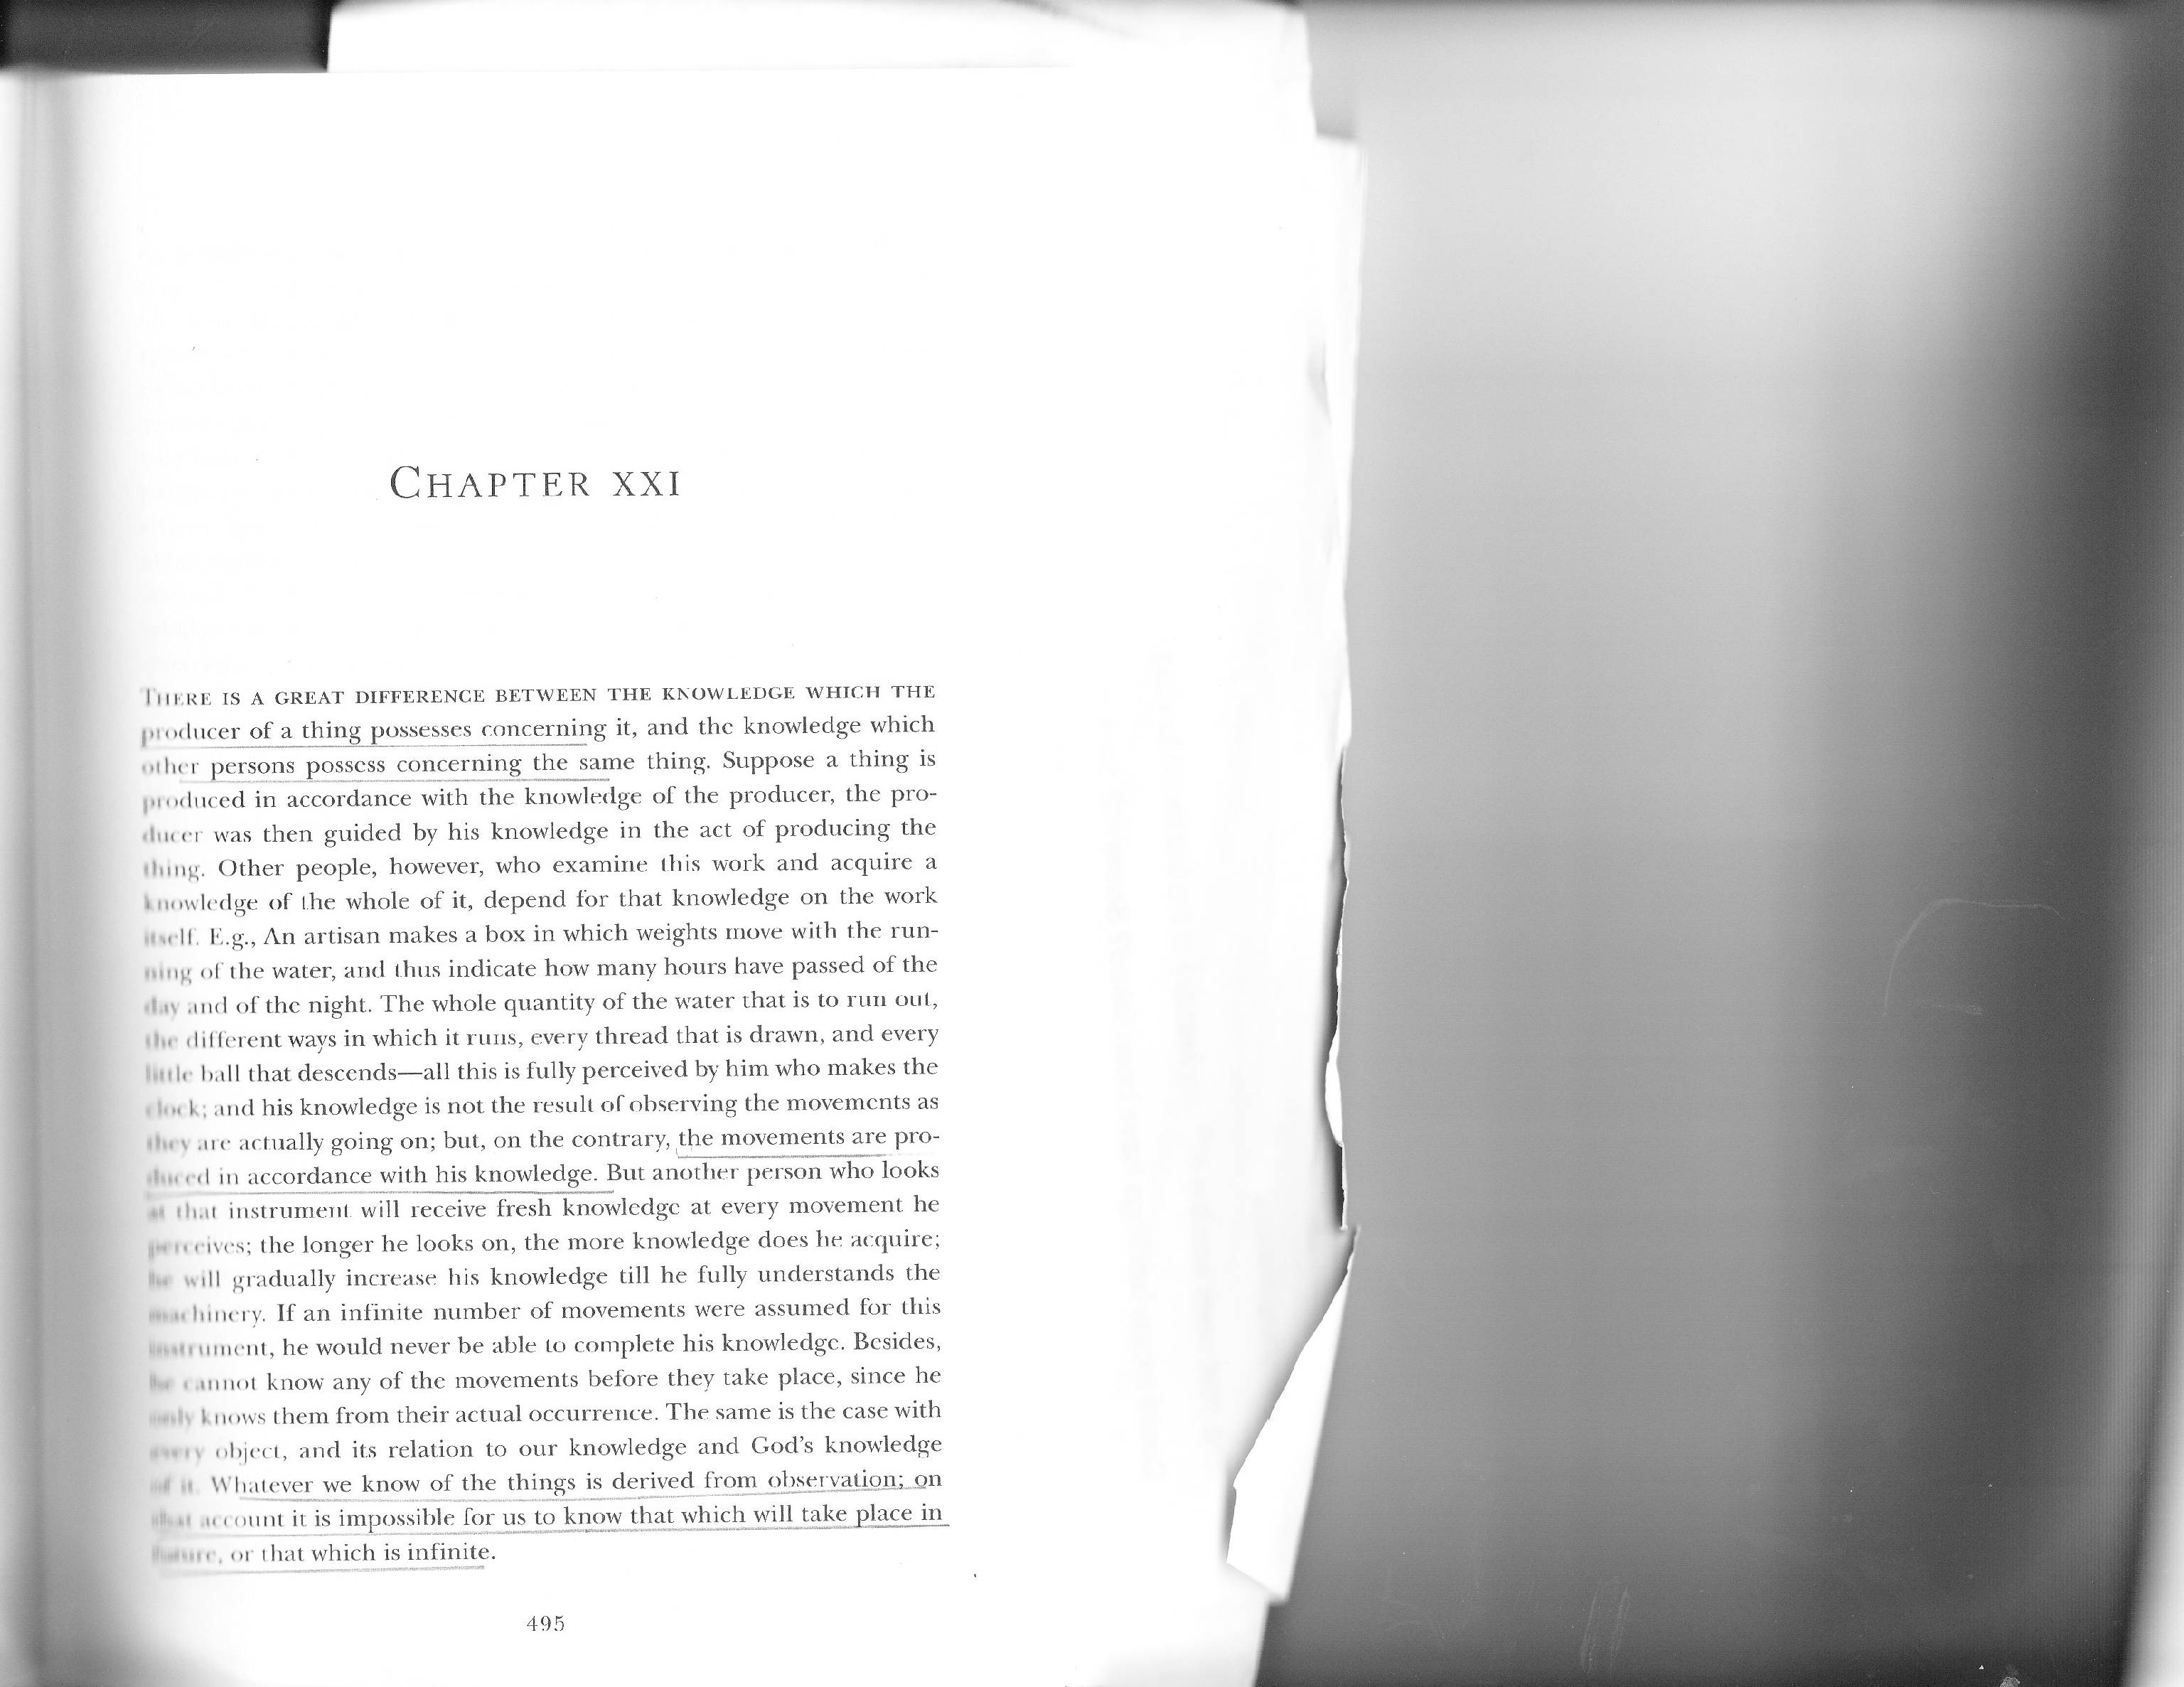 CHAPTER XXI
THERE IS A GREAT DIFFERENCE BETWEEN THE KNOWLEDGE WHICH THE
producer of a thing possesses concerning it, and the knowledge which
other persons possess concerning the same thing. Suppose a thing is
produced in accordance with the knowledge of the producer, the pro-
ducer was then guided by his knowledge in the act of producing the
thing. Other people, however, who examine this work and acquire a
knowledge of the whole of it, depend for that knowledge on the work
itself. E.g., An artisan makes a box in which weights move with the run-
ning of the water, and thus indicate how many hours have passed of the
day and of the night. The whole quantity of the water that is to run out,
the different ways in which it runs, every thread that is drawn, and every
little ball that descends—all this is fully perceived by him who makes the
clock; and his knowledge is not the result of observing the movements as
they are actually going on; but, on the contrary, the movements are pro-
duced in accordance with his knowledge. But another person who looks
at that instrument will receive fresh knowledge at every movement he
perceives; the longer he looks on, the more knowledge does he acquire;
he will gradually increase his knowledge till he fully understands the
machinery. If an infinite number of movements were assumed for this
instrument, he would never be able to complete his knowledge. Besides,
he cannot know any of the movements before they take place, since he
only knows them from their actual occurrence. The same is the case with
every object, and its relation to our knowledge and God's knowledge
of it. Whatever we know of the things is derived from observation; on
that account it is impossible for us to know that which will take place in
future, or that which is infinite.
495